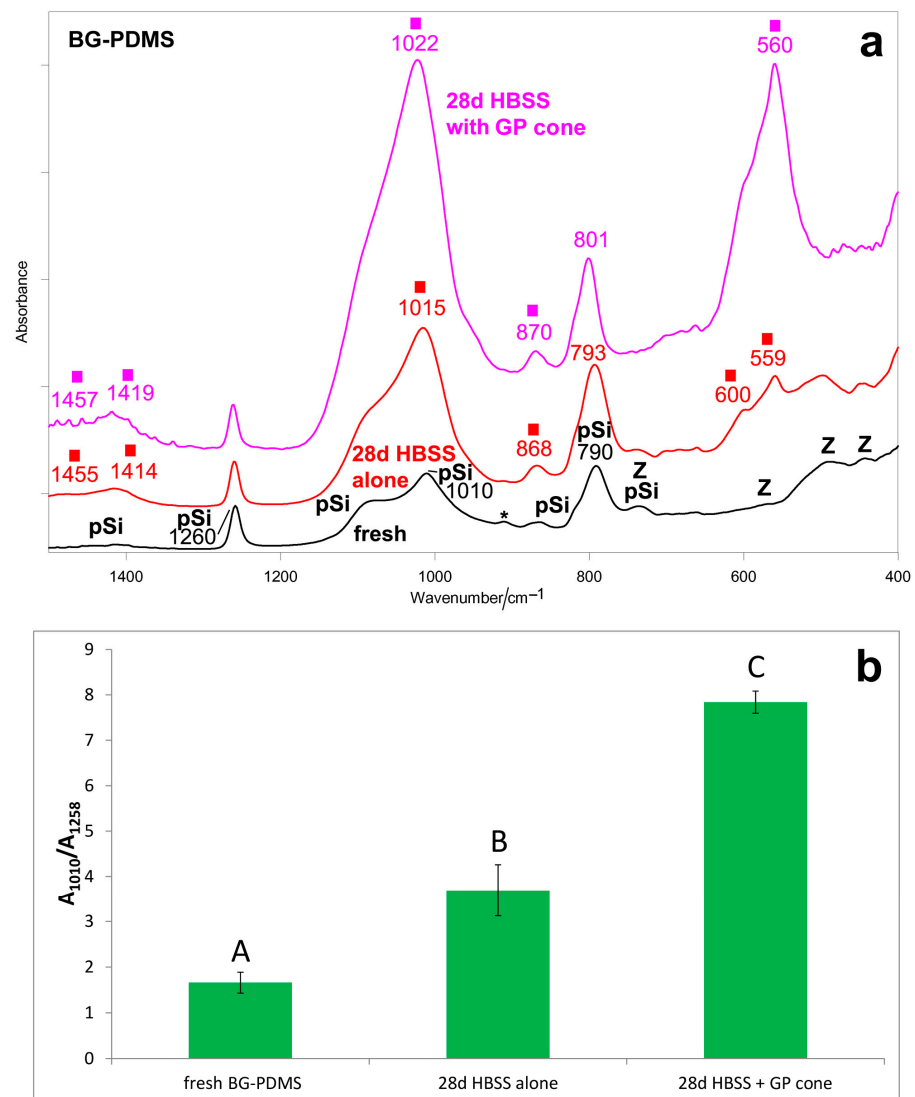 BG-PDMS
a
1022
560
28d HBSS
with GP cone
801
1015
870
793
559
600
1457 1419
pSi
790
868
1455 1414
28d HBSS
alone
pSi
1010
Z
pSi
Z
Z
Z
pSi
pSi
1260
pSi
fresh
*
pSi
Absorbance
1400 1200 1000 800 600 400
Wavenumber/cm⁻¹
b
9
8
7
6
5
4
3
2
1
0
A₁₀₁₀/A₁₂₅₈
A
B
C
fresh BG-PDMS 28d HBSS alone 28d HBSS + GP cone